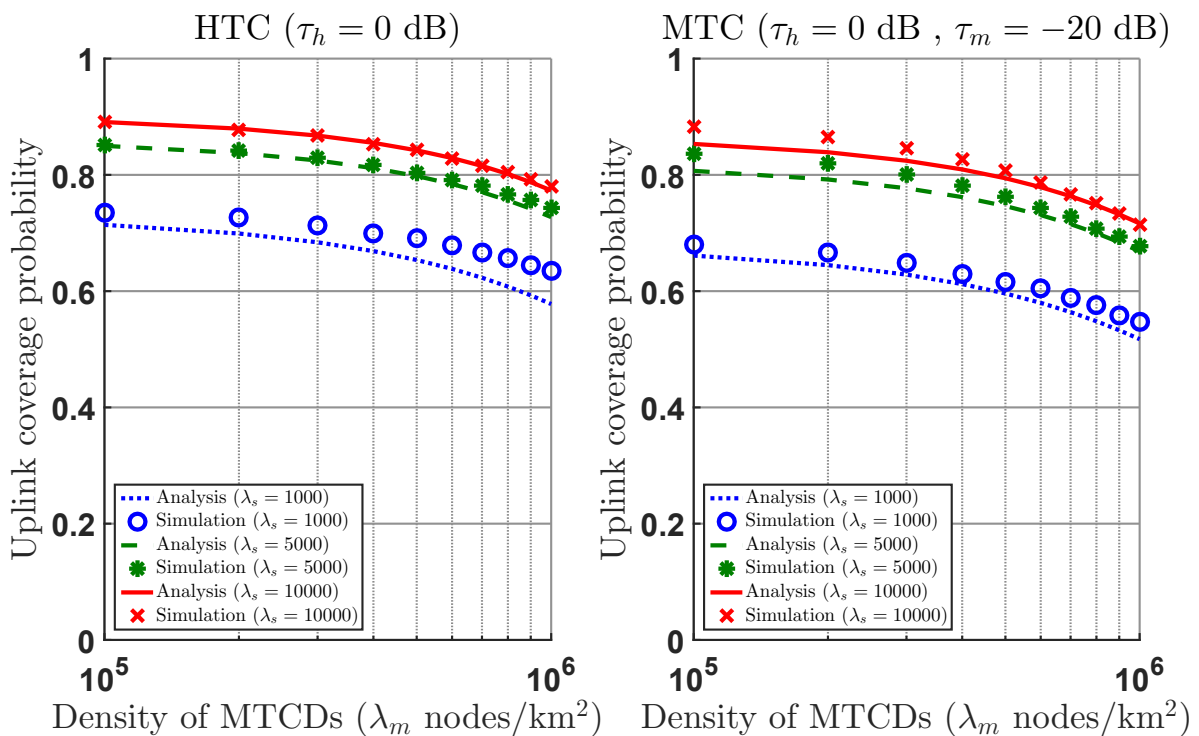 HTC (τ_h = 0 dB)
Uplink coverage probability
1
0.8
0.6
0.4
0.2
0
Analysis (λ_s = 1000)
Simulation (λ_s = 1000)
Analysis (λ_s = 5000)
Simulation (λ_s = 5000)
Analysis (λ_s = 10000)
Simulation (λ_s = 10000)
10^5
10^6
Density of MTCDs (λ_m nodes/km²)
MTC (τ_h = 0 dB , τ_m = −20 dB)
Uplink coverage probability
1
0.8
0.6
0.4
0.2
0
Analysis (λ_s = 1000)
Simulation (λ_s = 1000)
Analysis (λ_s = 5000)
Simulation (λ_s = 5000)
Analysis (λ_s = 10000)
Simulation (λ_s = 10000)
10^5
10^6
Density of MTCDs (λ_m nodes/km²)